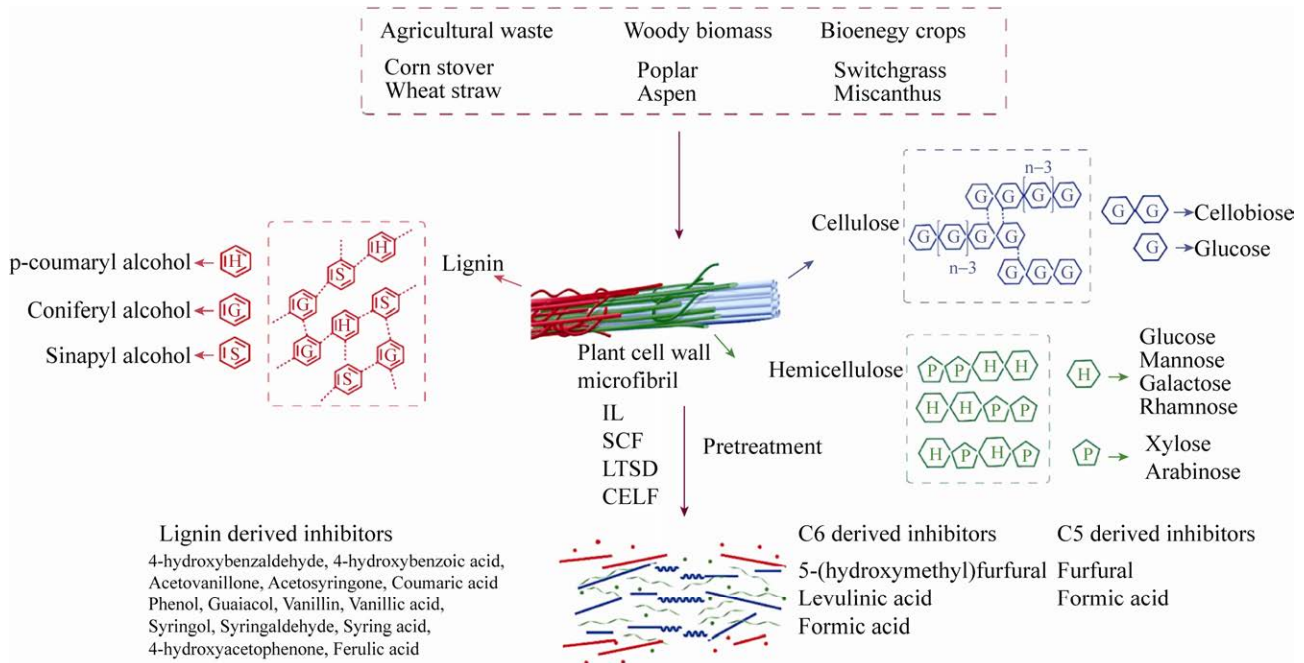 Agricultural waste
Corn stover
Wheat straw
Woody biomass
Poplar
Aspen
Bioenegy crops
Switchgrass
Miscanthus
p-coumaryl alcohol
H
Coniferyl alcohol
G
Sinapyl alcohol
S
H
S
G
S
H
G
G
S
Lignin
Plant cell wall
microfibril
Cellulose
n−3
G G G G
G G G G
n−3
G G G
G G
Cellobiose
G
Glucose
Hemicellulose
P P H H
H H P P
H P H P
H
Glucose
Mannose
Galactose
Rhamnose
P
Xylose
Arabinose
IL
SCF
LTSD
CELF
Pretreatment
Lignin derived inhibitors
4-hydroxybenzaldehyde, 4-hydroxybenzoic acid,
Acetovanillone, Acetosyringone, Coumaric acid
Phenol, Guaiacol, Vanillin, Vanillic acid,
Syringol, Syringaldehyde, Syring acid,
4-hydroxyacetophenone, Ferulic acid
C6 derived inhibitors
5-(hydroxymethyl)furfural
Levulinic acid
Formic acid
C5 derived inhibitors
Furfural
Formic acid